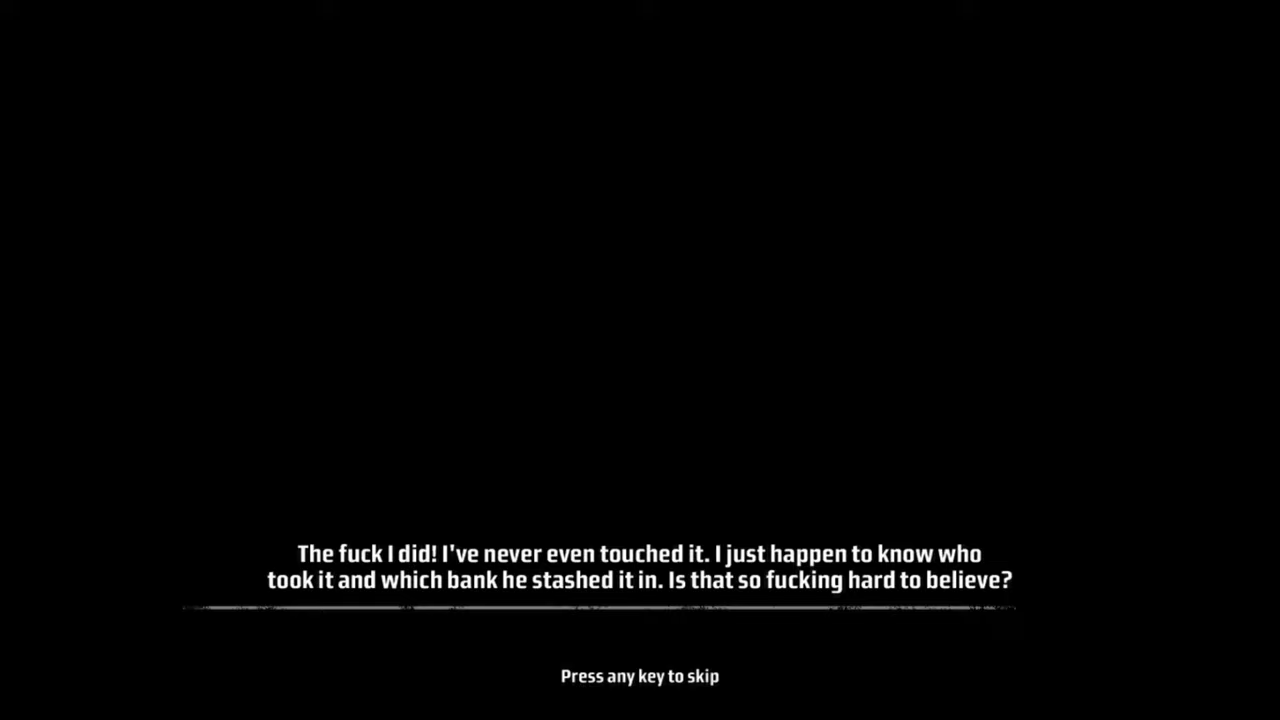 The fuck I did! I've never even touched it. I just happen to know who
took it and which bank he stashed it in. Is that so fucking hard to believe?
Press any key to skip